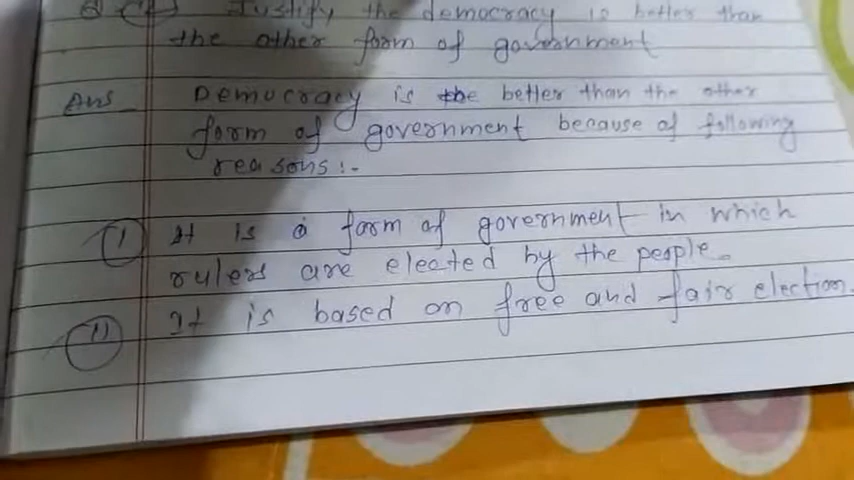 Justify the democracy is better than
the other form of government
Ans Democracy is the better than the other
form of government because of following
reasons:-
(i) It is a form of government in which
rulers are eleated by the people.
(ii) It is based on free and fair election.